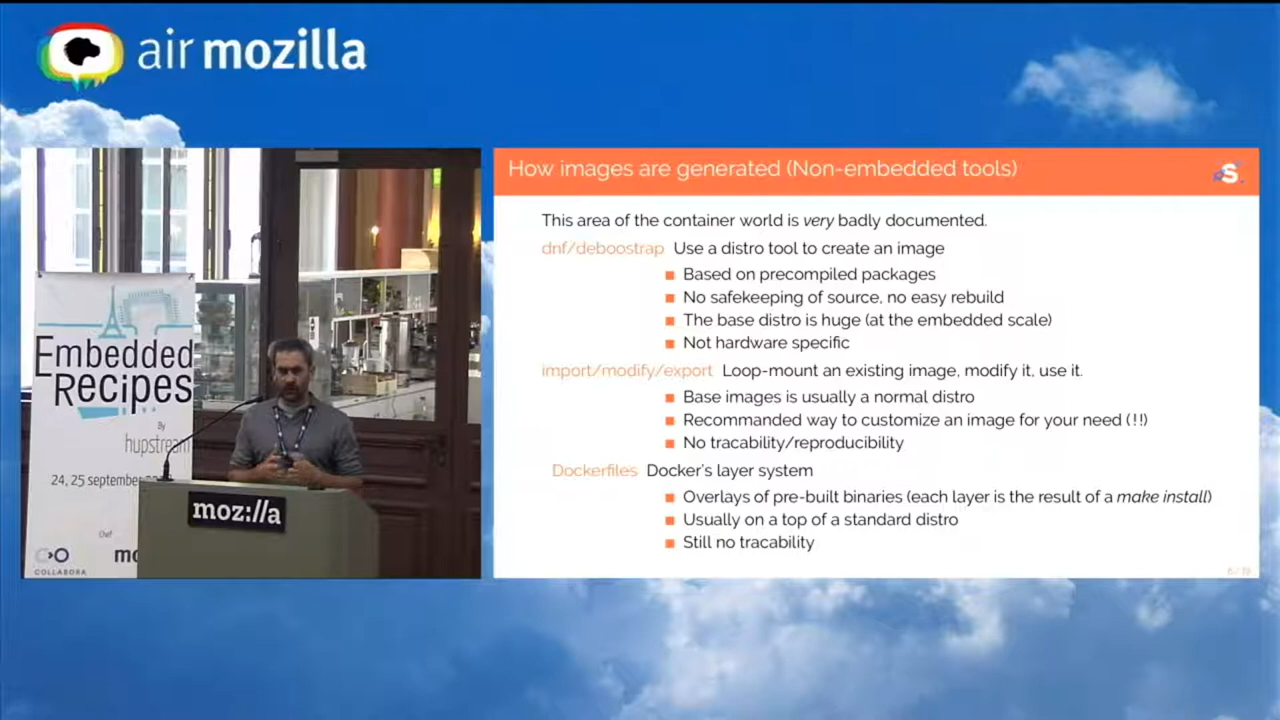 air mozilla
How images are generated (Non-embedded tools)
S
This area of the container world is very badly documented.
dnf/deboostrap Use a distro tool to create an image
Based on precompiled packages
No safekeeping of source, no easy rebuild
The base distro is huge (at the embedded scale)
Not hardware specific
import/modify/export Loop-mount an existing image, modify it, use it.
Base images is usually a normal distro
Recommanded way to customize an image for your need (!!)
No tracability/reproducibility
Dockerfiles Docker's layer system
Overlays of pre-built binaries (each layer is the result of a make install)
Usually on a top of a standard distro
Still no tracability
6/19
Embedded
Recipes
By
hupstream
24, 25 september
Chef
COLLABORA
moz://a